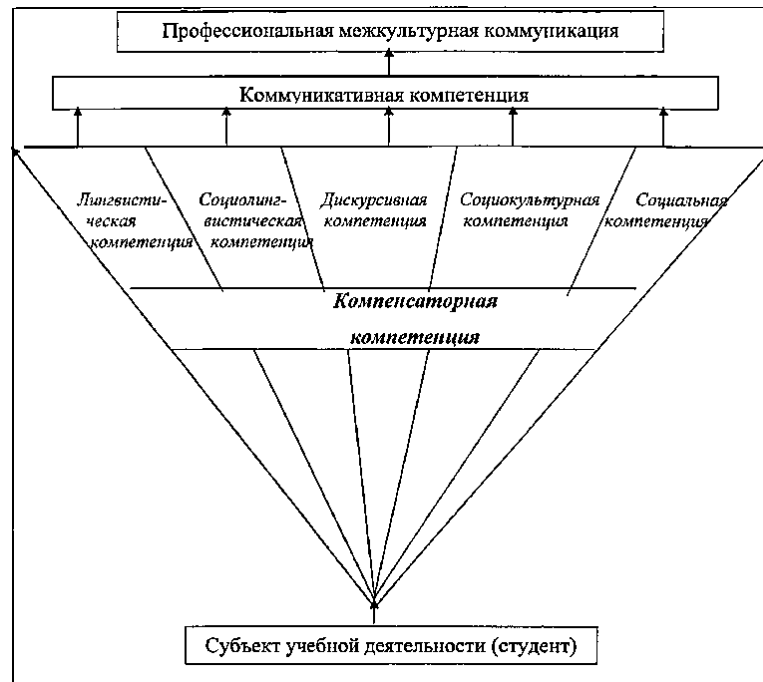 Профессиональная межкультурная коммуникация
Коммуникативная компетенция
Лингвисти-
ческая
компетенция
Социолинг-
вистическая
компетенция
Дискурсивная
компетенция
Социокультурная
компетенция
Социальная
компетенция
Компенсаторная
компетенция
Субъект учебной деятельности (студент)